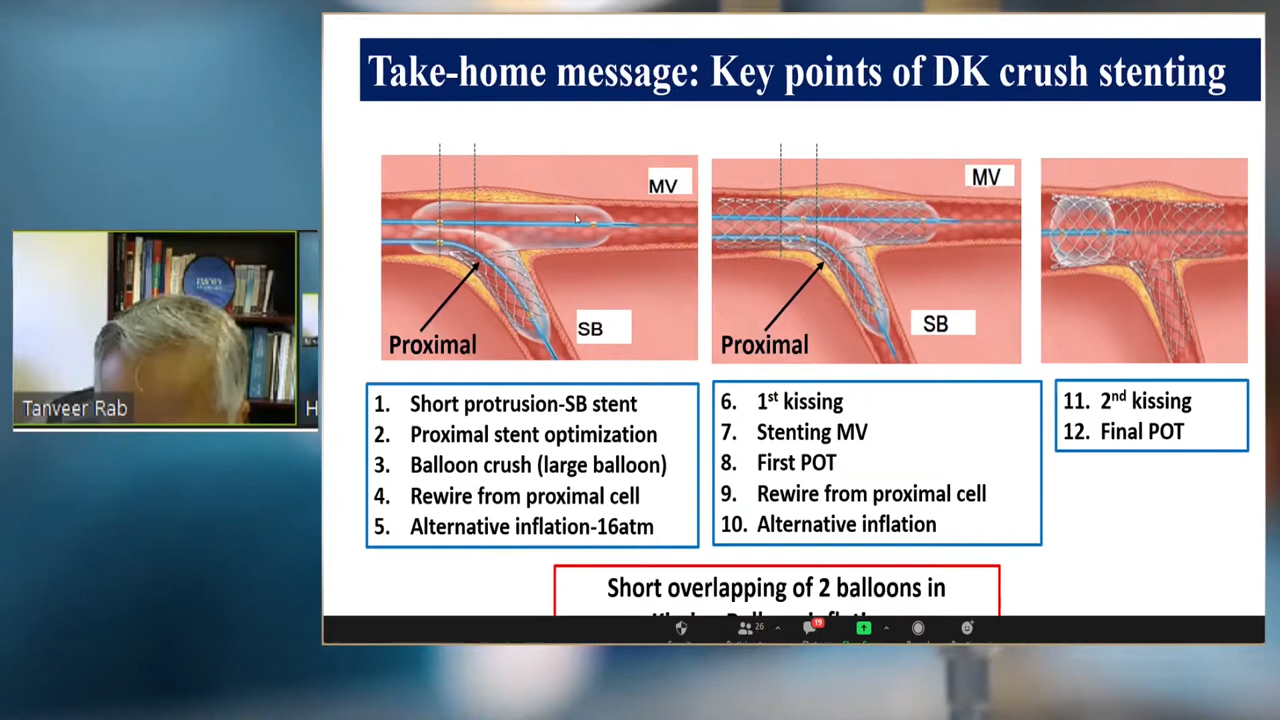 Take-home message: Key points of DK crush stenting
MV
SB
Proximal
MV
SB
Proximal
1. Short protrusion-SB stent
2. Proximal stent optimization
3. Balloon crush (large balloon)
4. Rewire from proximal cell
5. Alternative inflation-16atm
6. 1st kissing
7. Stenting MV
8. First POT
9. Rewire from proximal cell
10. Alternative inflation
11. 2nd kissing
12. Final POT
Short overlapping of 2 balloons in
Tanveer Rab
H
EMORY
26
19